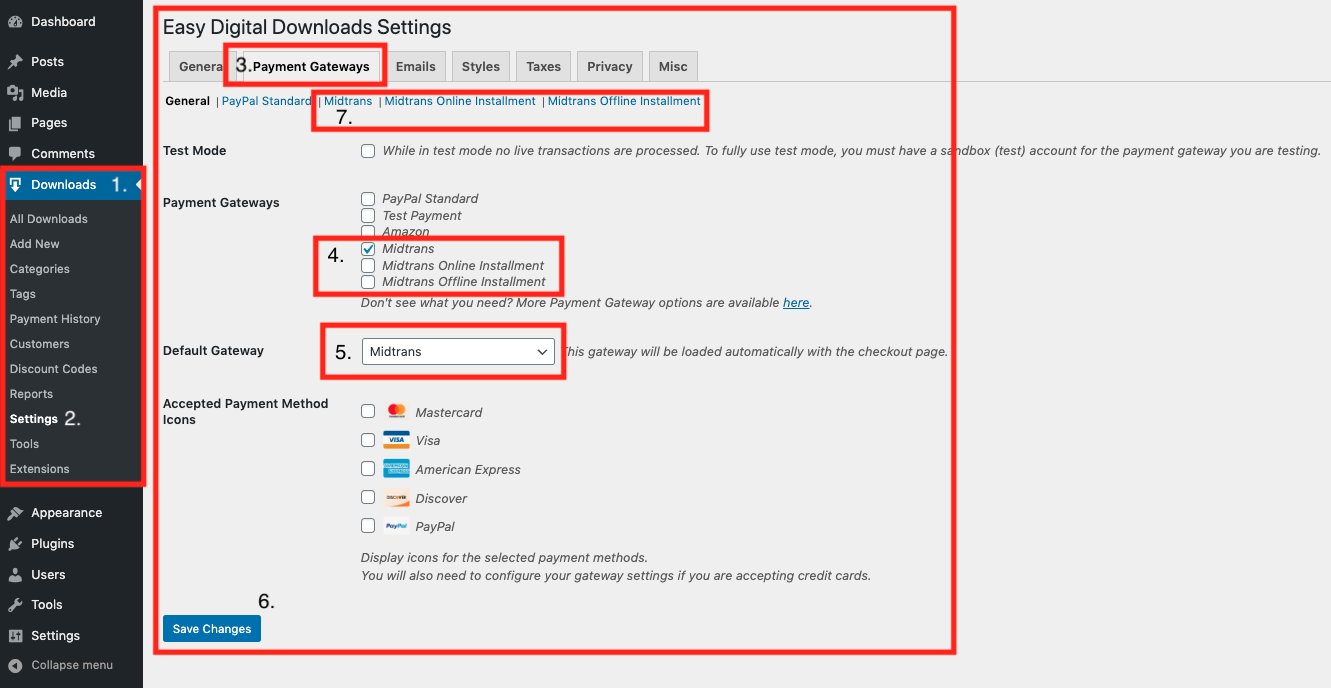 Dashboard
Posts
Media
Pages
Comments
Downloads 1.
All Downloads
Add New
Categories
Tags
Payment History
Customers
Discount Codes
Reports
Settings 2.
Tools
Extensions
Appearance
Plugins
Users
Tools
Settings
Collapse menu
Easy Digital Downloads Settings
General 3. Payment Gateways Emails Styles Taxes Privacy Misc
General | PayPal Standard | Midtrans | Midtrans Online Installment | Midtrans Offline Installment
7.
Test Mode While in test mode no live transactions are processed. To fully use test mode, you must have a sandbox (test) account for the payment gateway you are testing.
Payment Gateways PayPal Standard
Test Payment
Amazon
4. Midtrans
Midtrans Online Installment
Midtrans Offline Installment
Don't see what you need? More Payment Gateway options are available here.
Default Gateway 5. Midtrans This gateway will be loaded automatically with the checkout page.
Accepted Payment Method
Icons
Mastercard
VISA Visa
American Express
DISCOVER Discover
PayPal PayPal
Display icons for the selected payment methods.
You will also need to configure your gateway settings if you are accepting credit cards.
6.
Save Changes